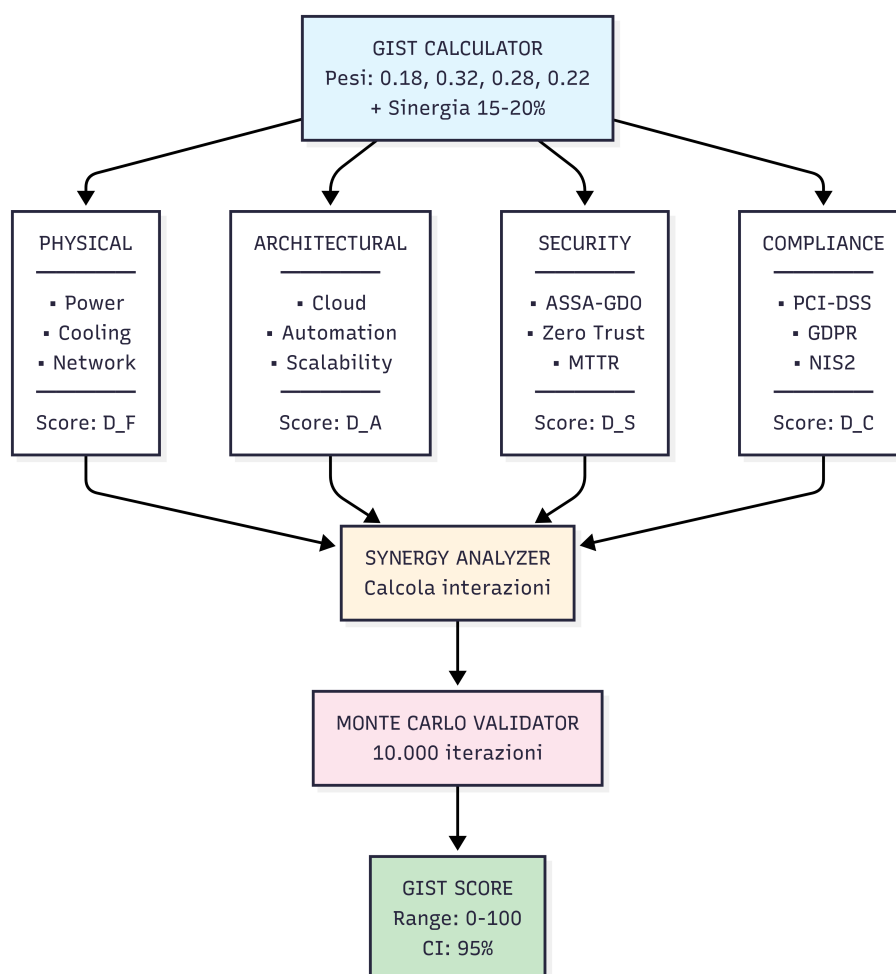 GIST CALCULATOR
Pesi: 0.18, 0.32, 0.28, 0.22
+ Sinergia 15-20%
PHYSICAL
▪ Power
▪ Cooling
▪ Network
Score: D_F
ARCHITECTURAL
▪ Cloud
▪ Automation
▪ Scalability
Score: D_A
SECURITY
▪ ASSA-GDO
▪ Zero Trust
▪ MTTR
Score: D_S
COMPLIANCE
▪ PCI-DSS
▪ GDPR
▪ NIS2
Score: D_C
SYNERGY ANALYZER
Calcola interazioni
MONTE CARLO VALIDATOR
10.000 iterazioni
GIST SCORE
Range: 0-100
CI: 95%